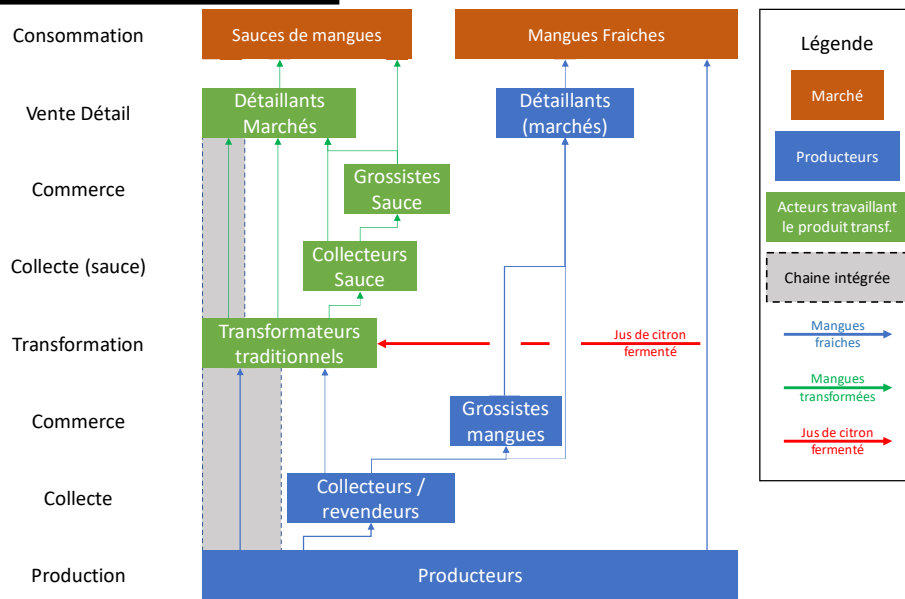 Consommation
Sauces de mangues
Mangues Fraiches
Légende
Marché
Vente Détail
Détaillants
Marchés
Détaillants
(marchés)
Producteurs
Commerce
Grossistes
Sauce
Acteurs travaillant
le produit transf.
Collecte (sauce)
Collecteurs
Sauce
Chaine intégrée
Transformation
Transformateurs
traditionnels
Jus de citron
fermenté
Mangues
fraiches
Mangues
transformées
Commerce
Grossistes
mangues
Jus de citron
fermenté
Collecte
Collecteurs /
revendeurs
Production
Producteurs